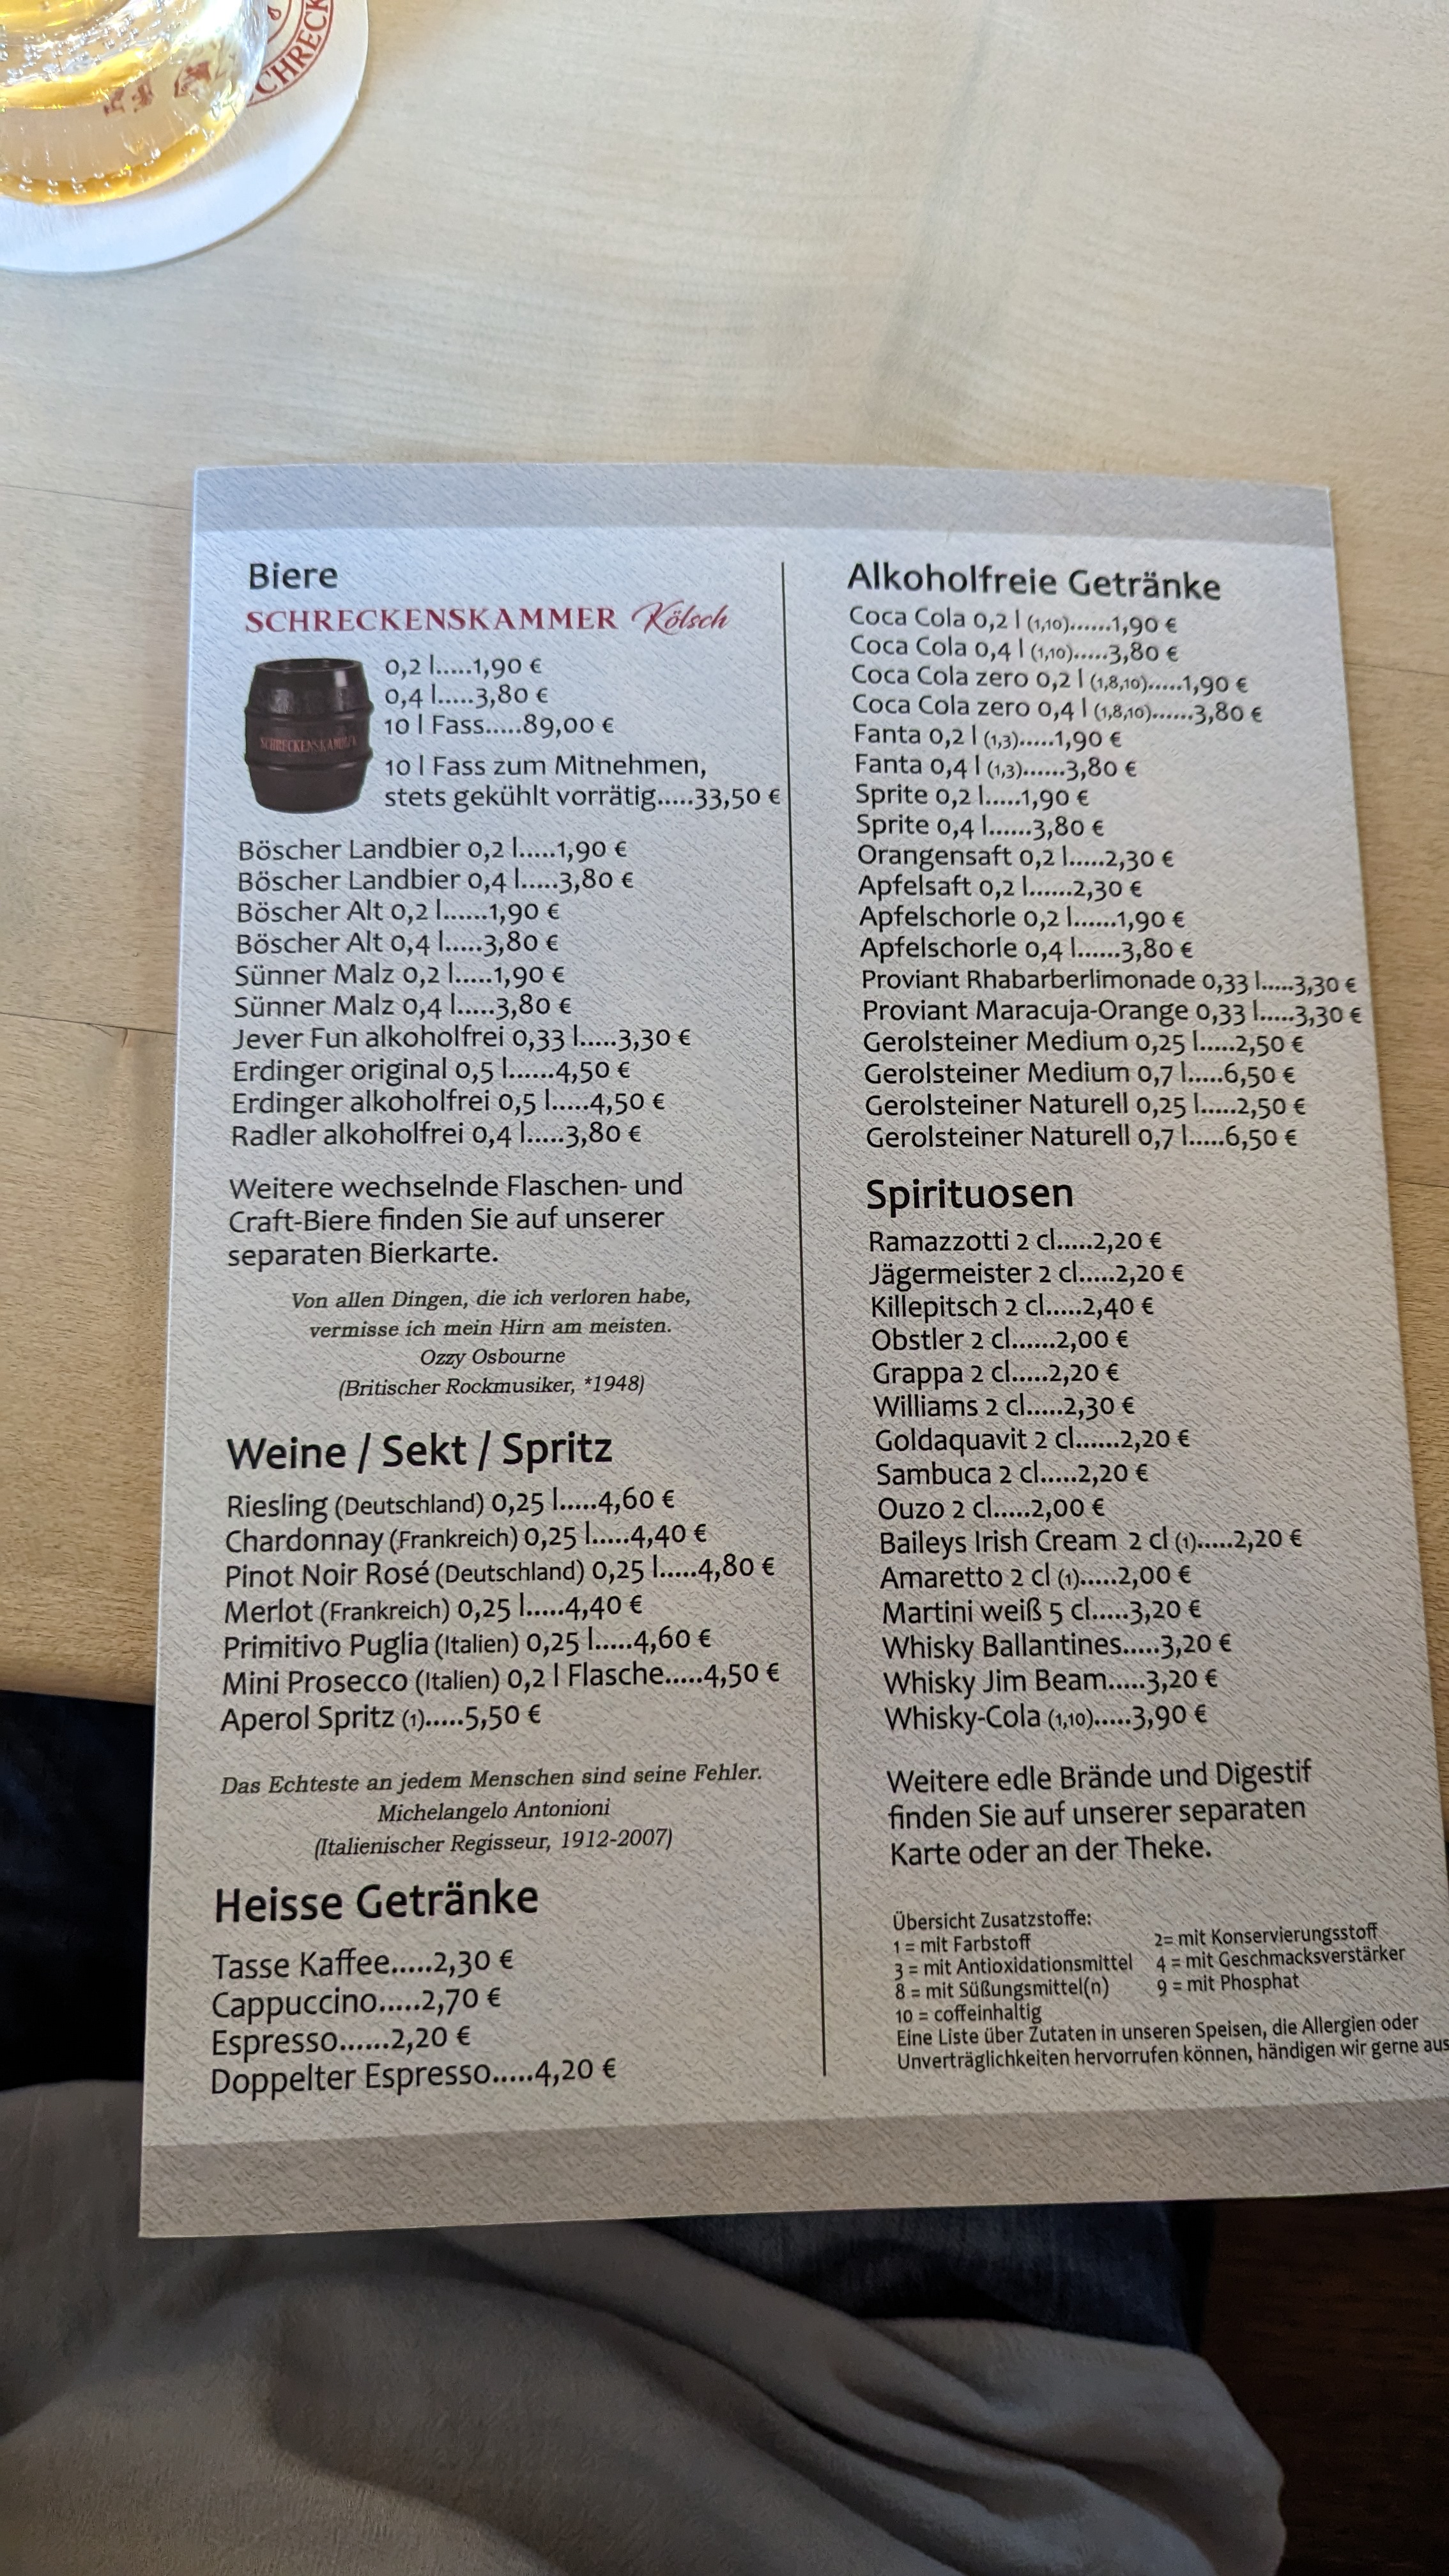 SCHRECK
Biere
SCHRECKENSKAMMER Kölsch
SCHRECKENSKAMMER
0,2 l.....1,90 €
0,4 l.....3,80 €
10 l Fass.....89,00 €
10 l Fass zum Mitnehmen,
stets gekühlt vorrätig.....33,50 €
Böscher Landbier 0,2 l.....1,90 €
Böscher Landbier 0,4 l.....3,80 €
Böscher Alt 0,2 l......1,90 €
Böscher Alt 0,4 l.....3,80 €
Sünner Malz 0,2 l.....1,90 €
Sünner Malz 0,4 l.....3,80 €
Jever Fun alkoholfrei 0,33 l.....3,30 €
Erdinger original 0,5 l......4,50 €
Erdinger alkoholfrei 0,5 l.....4,50 €
Radler alkoholfrei 0,4 l.....3,80 €
Weitere wechselnde Flaschen- und
Craft-Biere finden Sie auf unserer
separaten Bierkarte.
Von allen Dingen, die ich verloren habe,
vermisse ich mein Hirn am meisten.
Ozzy Osbourne
(Britischer Rockmusiker, *1948)
Weine / Sekt / Spritz
Riesling (Deutschland) 0,25 l.....4,60 €
Chardonnay (Frankreich) 0,25 l.....4,40 €
Pinot Noir Rosé (Deutschland) 0,25 l.....4,80 €
Merlot (Frankreich) 0,25 l.....4,40 €
Primitivo Puglia (Italien) 0,25 l.....4,60 €
Mini Prosecco (Italien) 0,2 l Flasche.....4,50 €
Aperol Spritz (1).....5,50 €
Das Echteste an jedem Menschen sind seine Fehler.
Michelangelo Antonioni
(Italienischer Regisseur, 1912-2007)
Heisse Getränke
Tasse Kaffee.....2,30 €
Cappuccino.....2,70 €
Espresso......2,20 €
Doppelter Espresso.....4,20 €
Alkoholfreie Getränke
Coca Cola 0,2 l (1,10)......1,90 €
Coca Cola 0,4 l (1,10).....3,80 €
Coca Cola zero 0,2 l (1,8,10).....1,90 €
Coca Cola zero 0,4 l (1,8,10)......3,80 €
Fanta 0,2 l (1,3).....1,90 €
Fanta 0,4 l (1,3)......3,80 €
Sprite 0,2 l.....1,90 €
Sprite 0,4 l......3,80 €
Orangensaft 0,2 l.....2,30 €
Apfelsaft 0,2 l......2,30 €
Apfelschorle 0,2 l......1,90 €
Apfelschorle 0,4 l......3,80 €
Proviant Rhabarberlimonade 0,33 l.....3,30 €
Proviant Maracuja-Orange 0,33 l.....3,30 €
Gerolsteiner Medium 0,25 l.....2,50 €
Gerolsteiner Medium 0,7 l.....6,50 €
Gerolsteiner Naturell 0,25 l.....2,50 €
Gerolsteiner Naturell 0,7 l.....6,50 €
Spirituosen
Ramazzotti 2 cl.....2,20 €
Jägermeister 2 cl.....2,20 €
Killepitsch 2 cl.....2,40 €
Obstler 2 cl......2,00 €
Grappa 2 cl.....2,20 €
Williams 2 cl.....2,30 €
Goldaquavit 2 cl......2,20 €
Sambuca 2 cl.....2,20 €
Ouzo 2 cl.....2,00 €
Baileys Irish Cream 2 cl (1).....2,20 €
Amaretto 2 cl (1).....2,00 €
Martini weiß 5 cl.....3,20 €
Whisky Ballantines.....3,20 €
Whisky Jim Beam.....3,20 €
Whisky-Cola (1,10).....3,90 €
Weitere edle Brände und Digestif
finden Sie auf unserer separaten
Karte oder an der Theke.
Übersicht Zusatzstoffe:
1 = mit Farbstoff 2= mit Konservierungsstoff
3 = mit Antioxidationsmittel 4 = mit Geschmacksverstärker
8 = mit Süßungsmittel(n) 9 = mit Phosphat
10 = coffeinhaltig
Eine Liste über Zutaten in unseren Speisen, die Allergien oder
Unverträglichkeiten hervorrufen können, händigen wir gerne aus